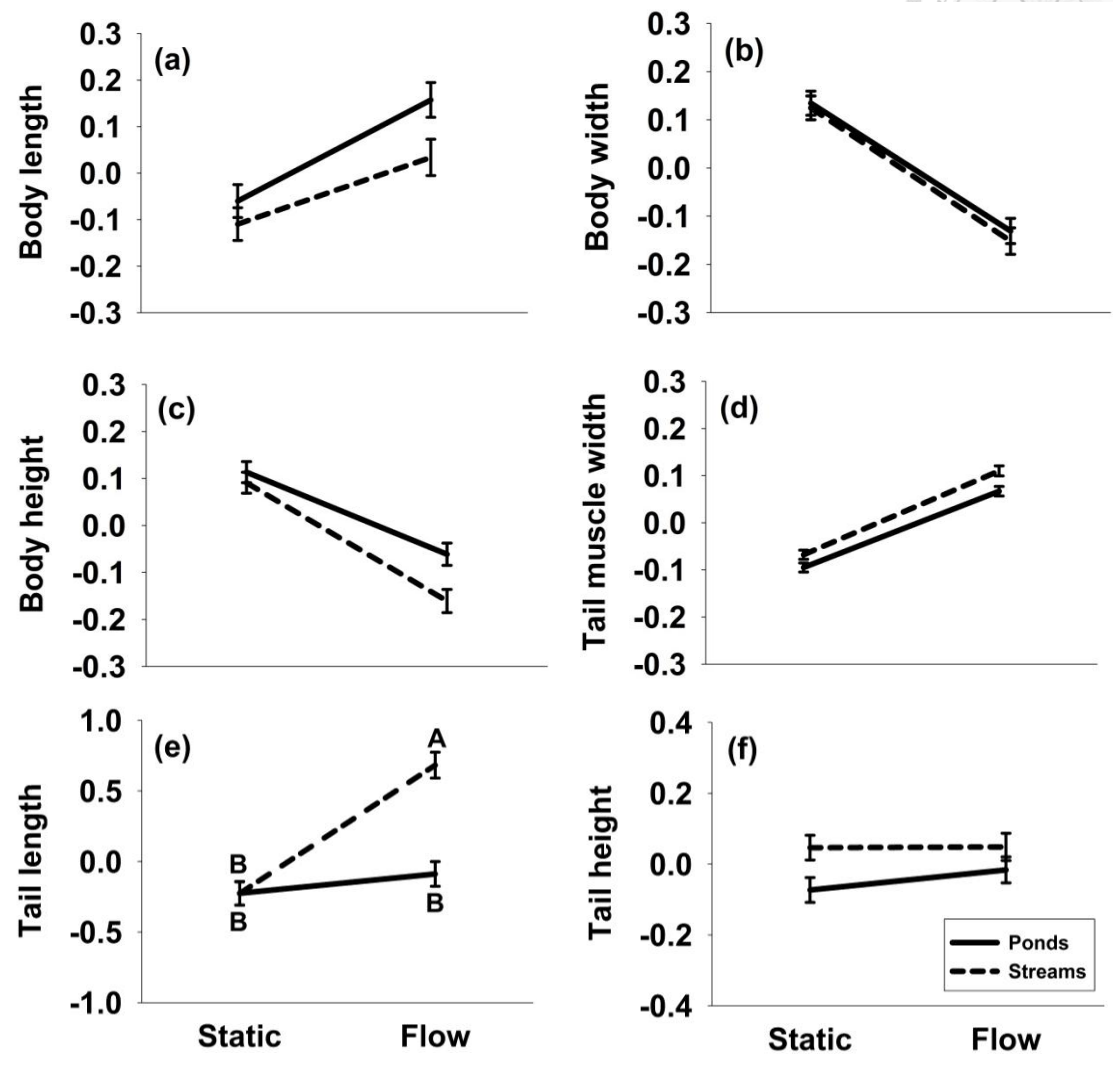 (a)
Body length
0.3
0.2
0.1
0.0
-0.1
-0.2
-0.3
(b)
Body width
0.3
0.2
0.1
0.0
-0.1
-0.2
-0.3
(c)
Body height
0.3
0.2
0.1
0.0
-0.1
-0.2
-0.3
(d)
Tail muscle width
0.3
0.2
0.1
0.0
-0.1
-0.2
-0.3
(e)
Tail length
1.0
0.5
0.0
-0.5
-1.0
A
B
B
B
Static
Flow
(f)
Tail height
0.4
0.2
0.0
-0.2
-0.4
Ponds
Streams
Static
Flow